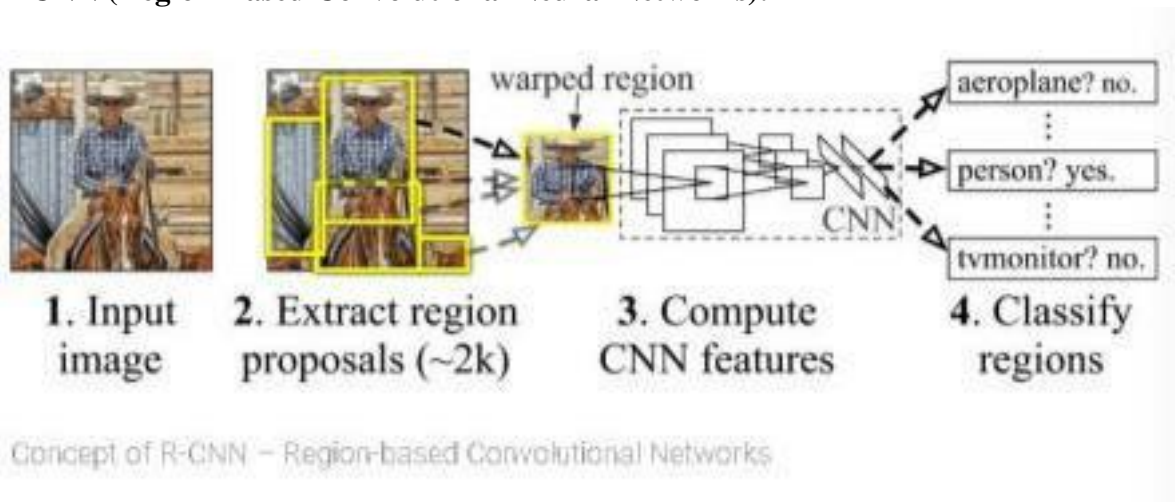 warped region
aeroplane? no.
person? yes.
CNN
tvmonitor? no.
1. Input image
2. Extract region proposals (~2k)
3. Compute CNN features
4. Classify regions
Concept of R-CNN – Region-based Convolutional Networks